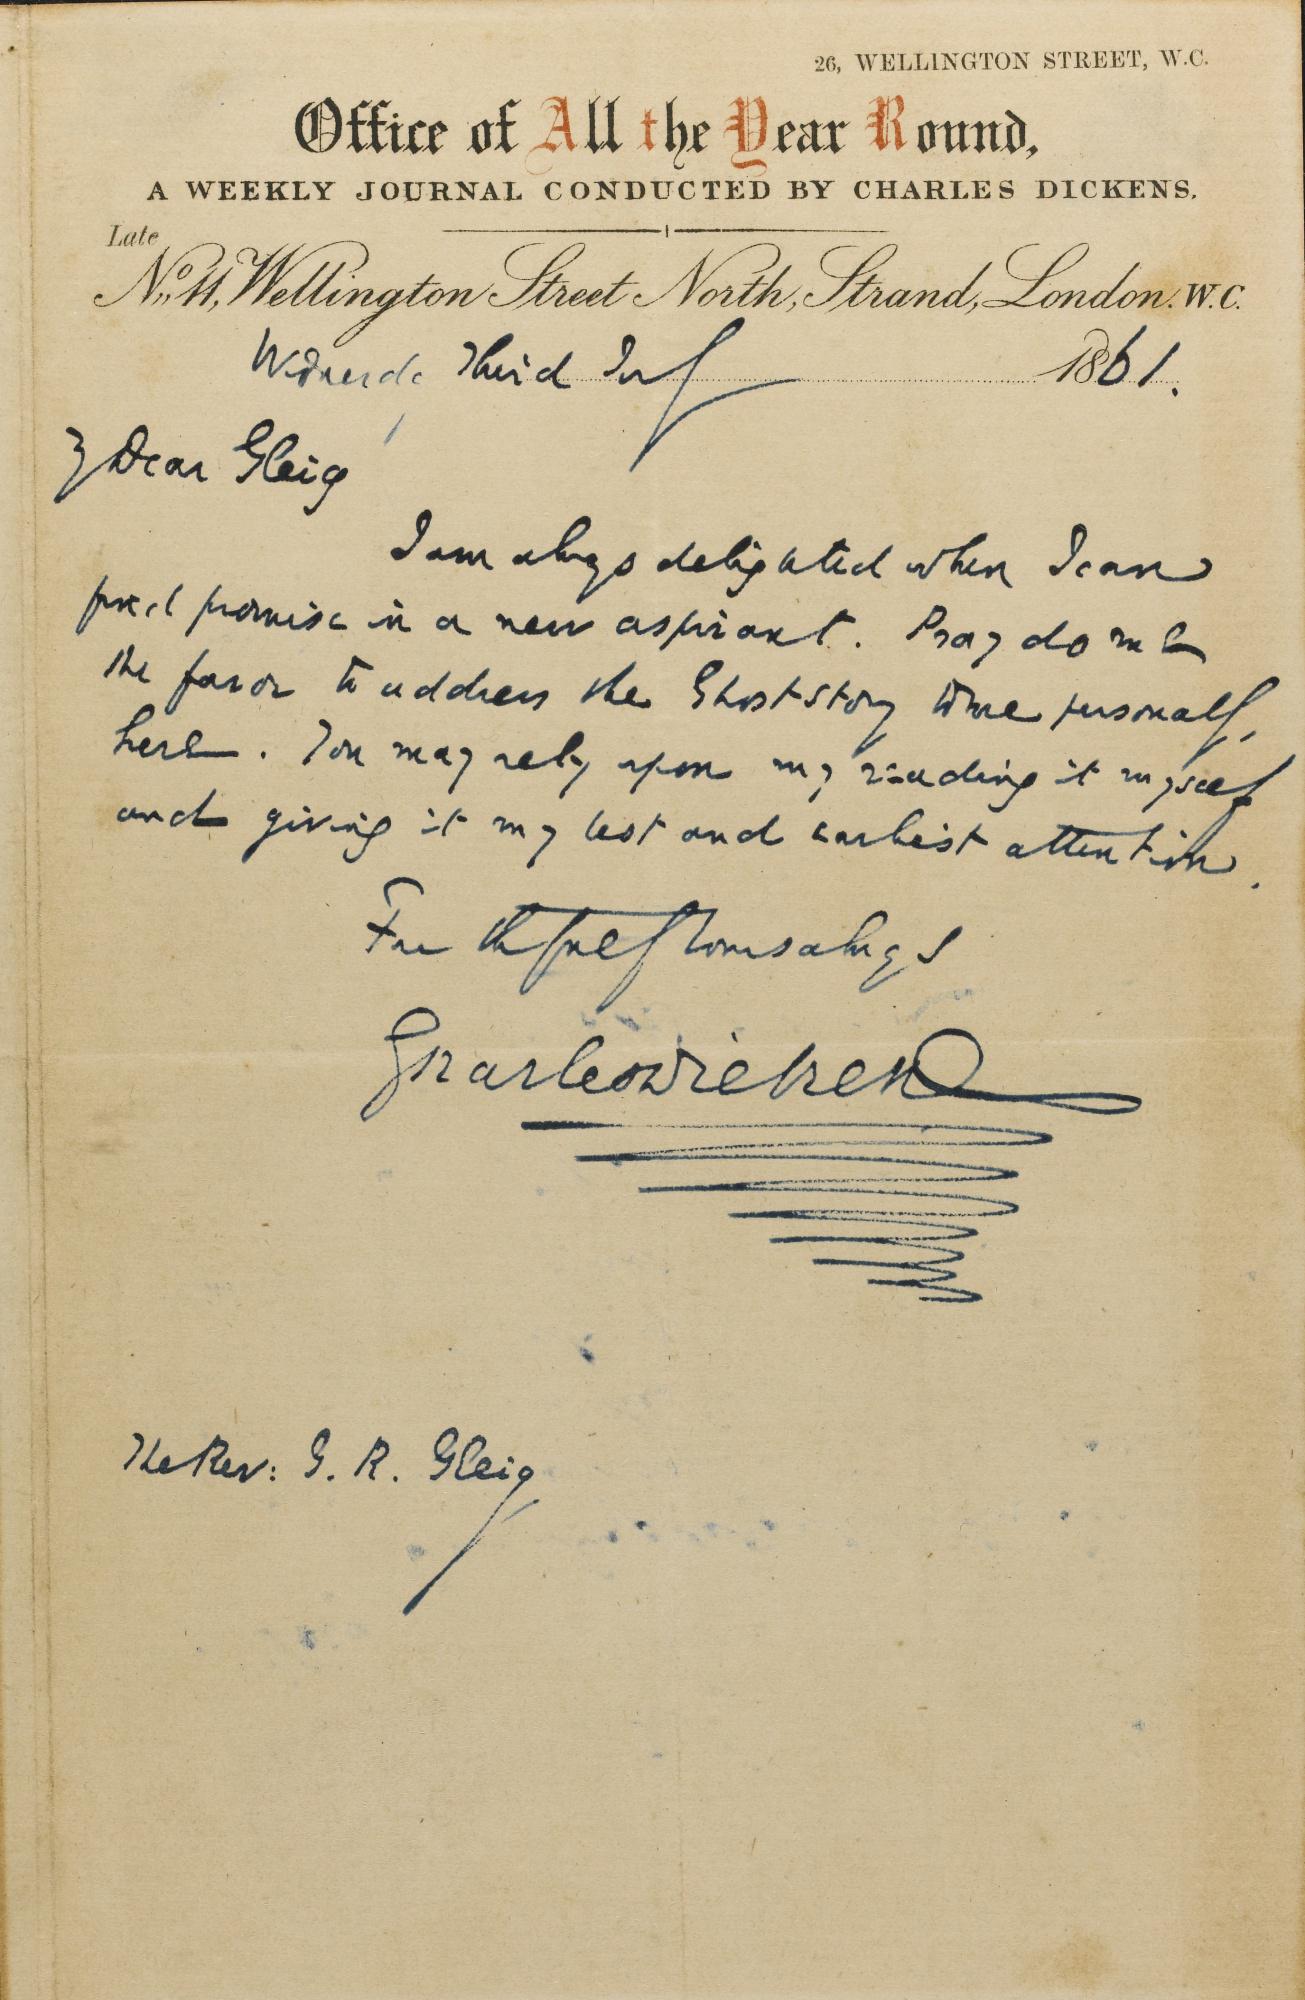 26, WELLINGTON STREET, W.C.
Office of All the Year Round,
A WEEKLY JOURNAL CONDUCTED BY CHARLES DICKENS.
Late
No. 11, Wellington Street North, Strand, London. W.C.
Wednesday Third July 1861.
My Dear Gleig
I am always delighted when I can
find promise in a new aspirant. Pray do me
the favor to address the Ghost Story to me personally,
here. You may rely upon my reading it myself
and giving it my best and earliest attention.
Faithfully Yours always
Charles Dickens
The Rev: G. R. Gleig